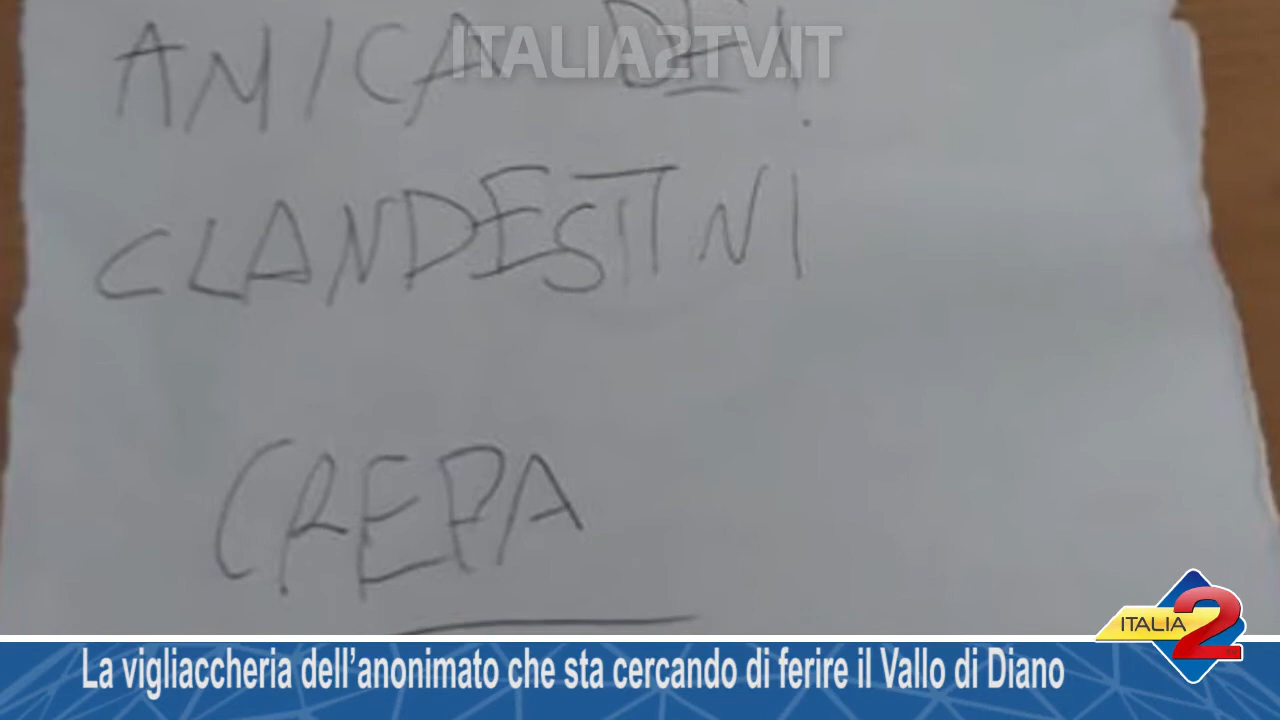 ITALIA2TV.IT
AMICA DEI
CLANDESTINI
CREPA
ITALIA 2
La vigliaccheria dell'anonimato che sta cercando di ferire il Vallo di Diano